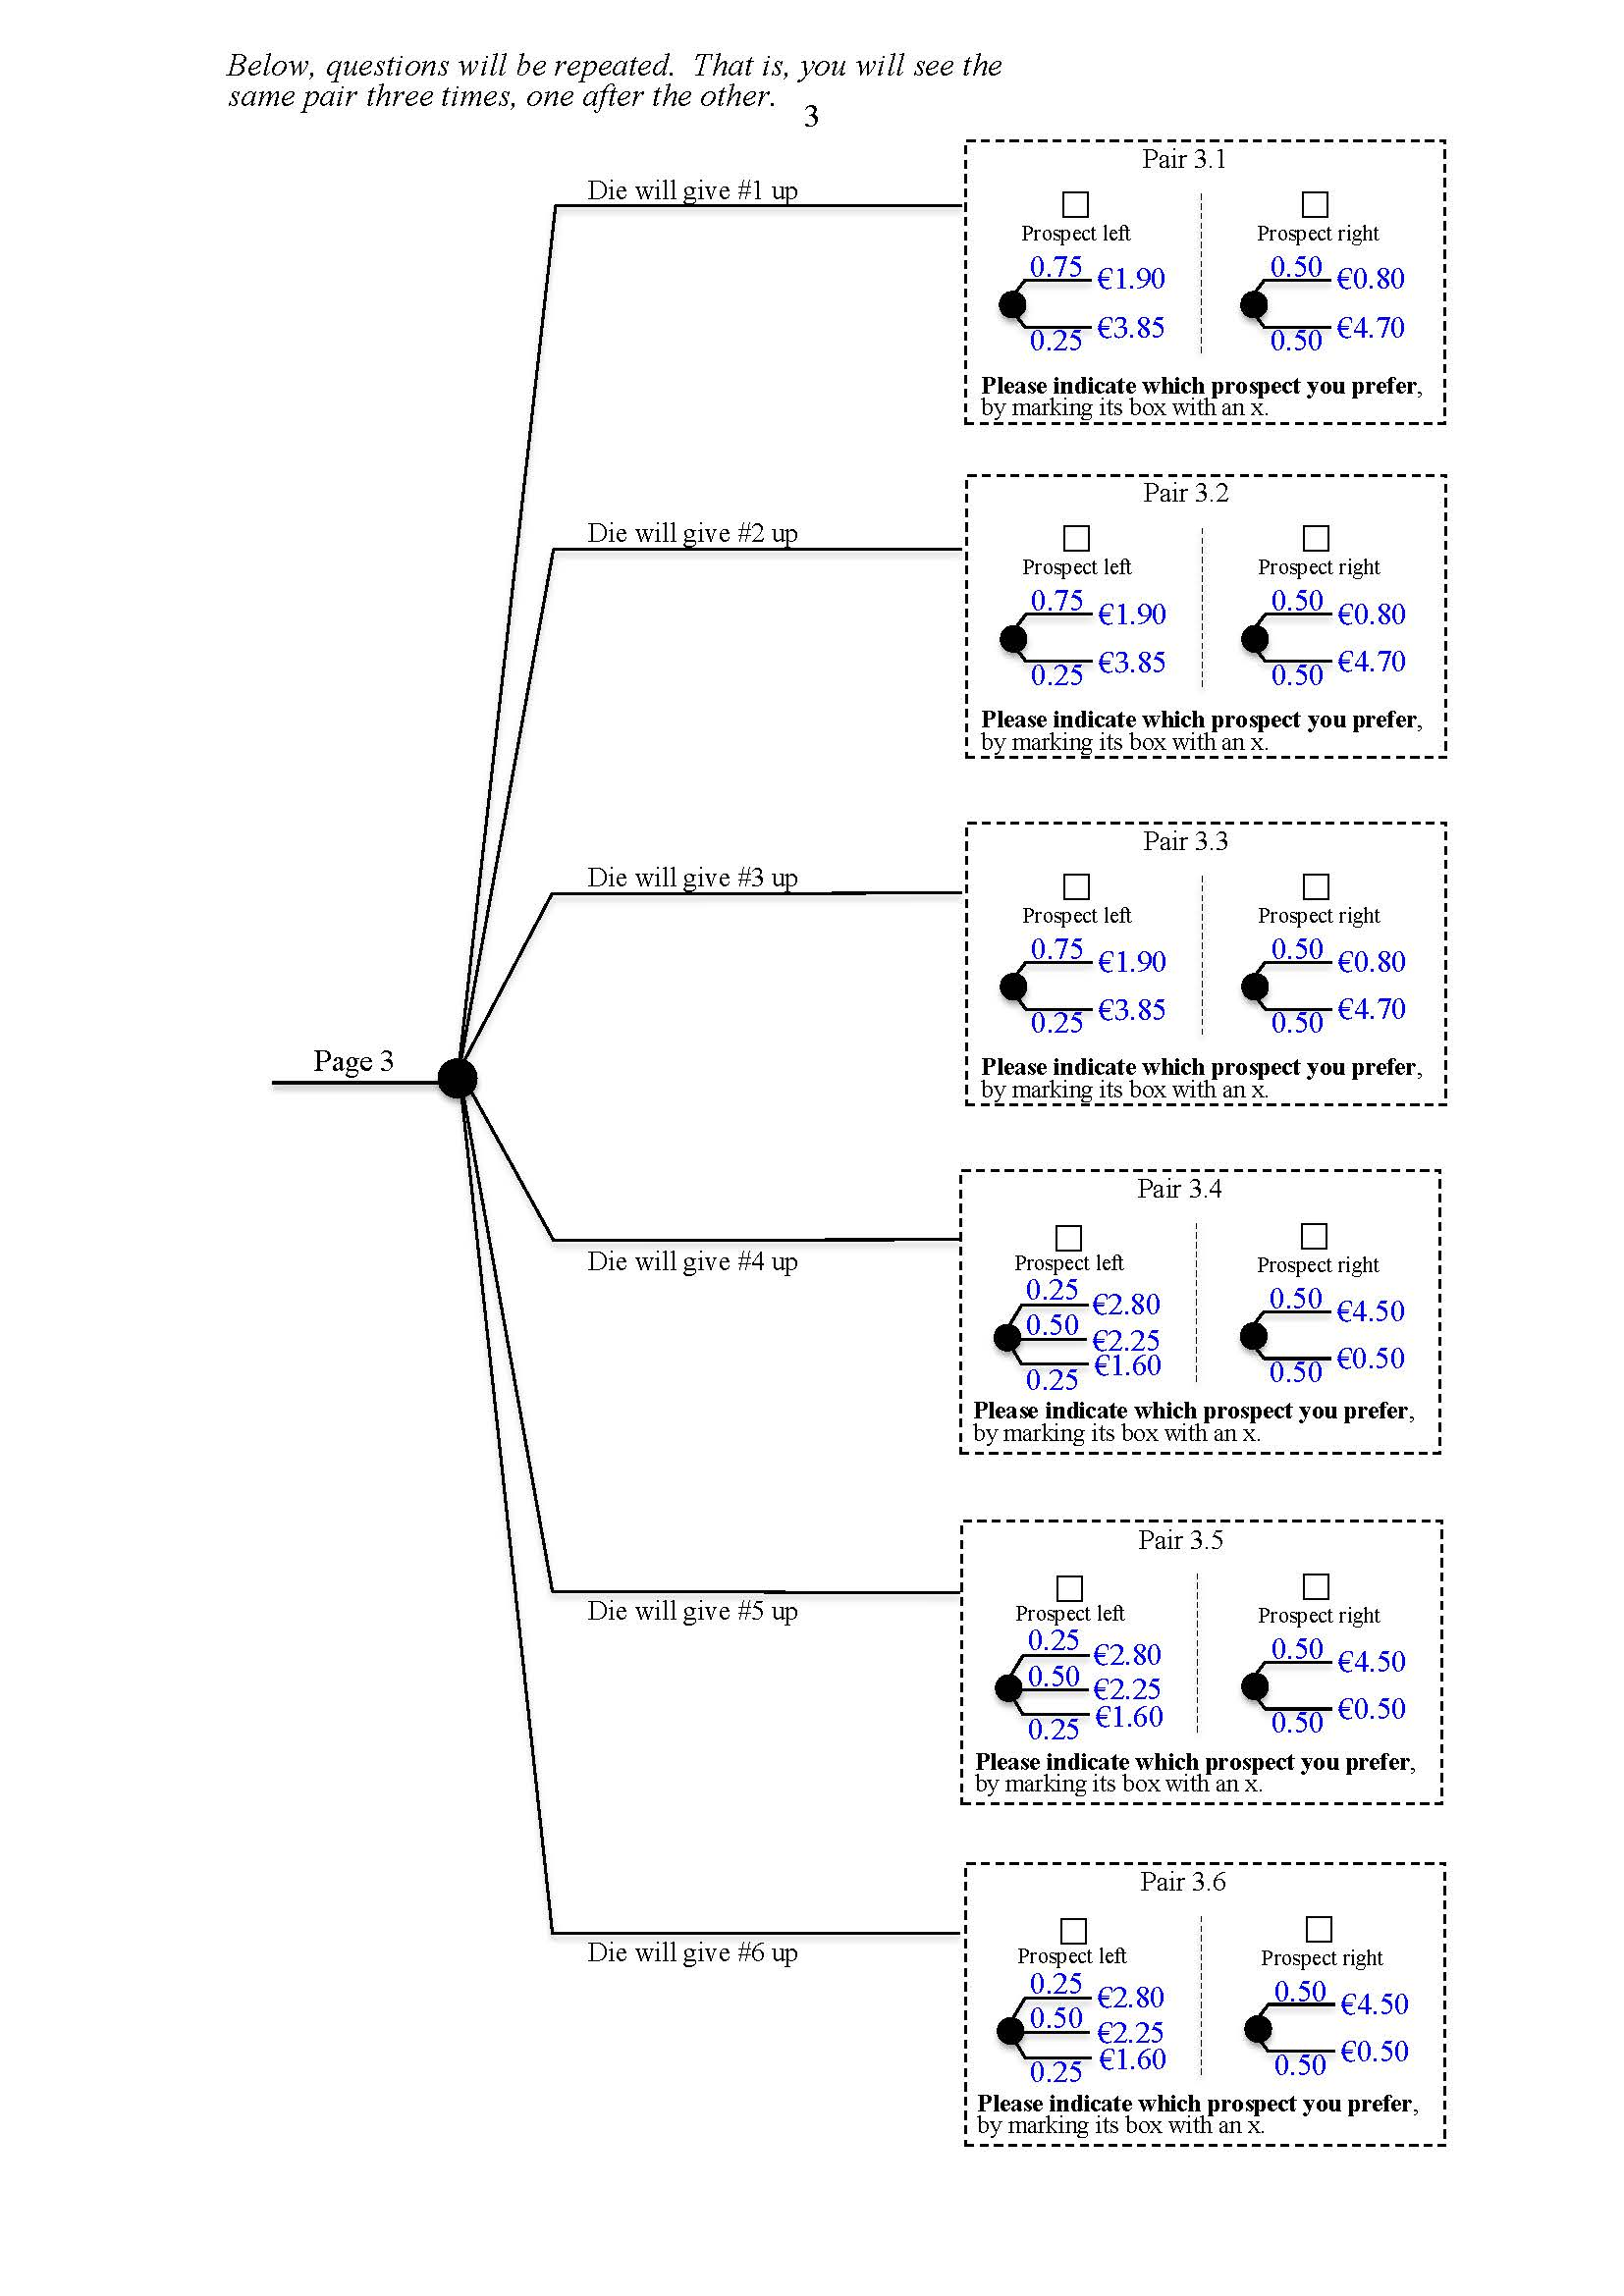 Below, questions will be repeated.  That is, you will see the
same pair three times, one after the other.
3
Page 3
Die will give #1 up
Pair 3.1
Prospect left
Prospect right
0.75 €1.90
0.25 €3.85
0.50 €0.80
0.50 €4.70
Please indicate which prospect you prefer,
by marking its box with an x.
Die will give #2 up
Pair 3.2
Prospect left
Prospect right
0.75 €1.90
0.25 €3.85
0.50 €0.80
0.50 €4.70
Please indicate which prospect you prefer,
by marking its box with an x.
Die will give #3 up
Pair 3.3
Prospect left
Prospect right
0.75 €1.90
0.25 €3.85
0.50 €0.80
0.50 €4.70
Please indicate which prospect you prefer,
by marking its box with an x.
Die will give #4 up
Pair 3.4
Prospect left
Prospect right
0.25 €2.80
0.50 €2.25
0.25 €1.60
0.50 €4.50
0.50 €0.50
Please indicate which prospect you prefer,
by marking its box with an x.
Die will give #5 up
Pair 3.5
Prospect left
Prospect right
0.25 €2.80
0.50 €2.25
0.25 €1.60
0.50 €4.50
0.50 €0.50
Please indicate which prospect you prefer,
by marking its box with an x.
Die will give #6 up
Pair 3.6
Prospect left
Prospect right
0.25 €2.80
0.50 €2.25
0.25 €1.60
0.50 €4.50
0.50 €0.50
Please indicate which prospect you prefer,
by marking its box with an x.